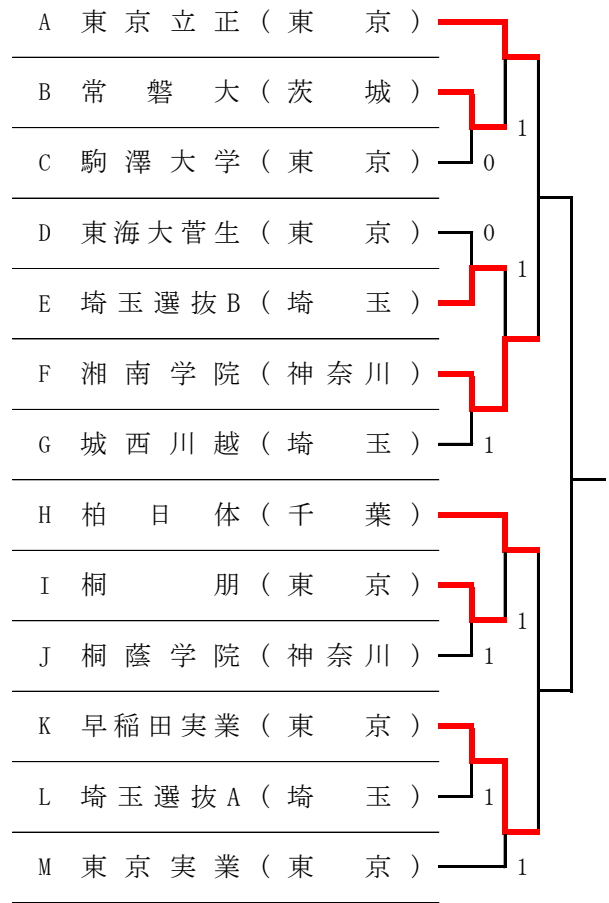 A 東京立正(東京)
1
B 常磐大(茨城)
C 駒澤大学(東京) 0
D 東海大菅生(東京) 0
1
E 埼玉選抜B(埼玉)
F 湘南学院(神奈川)
G 城西川越(埼玉) 1
H 柏日体(千葉)
I 桐朋(東京)
1
J 桐蔭学院(神奈川) 1
K 早稲田実業(東京)
L 埼玉選抜A(埼玉) 1
M 東京実業(東京) 1